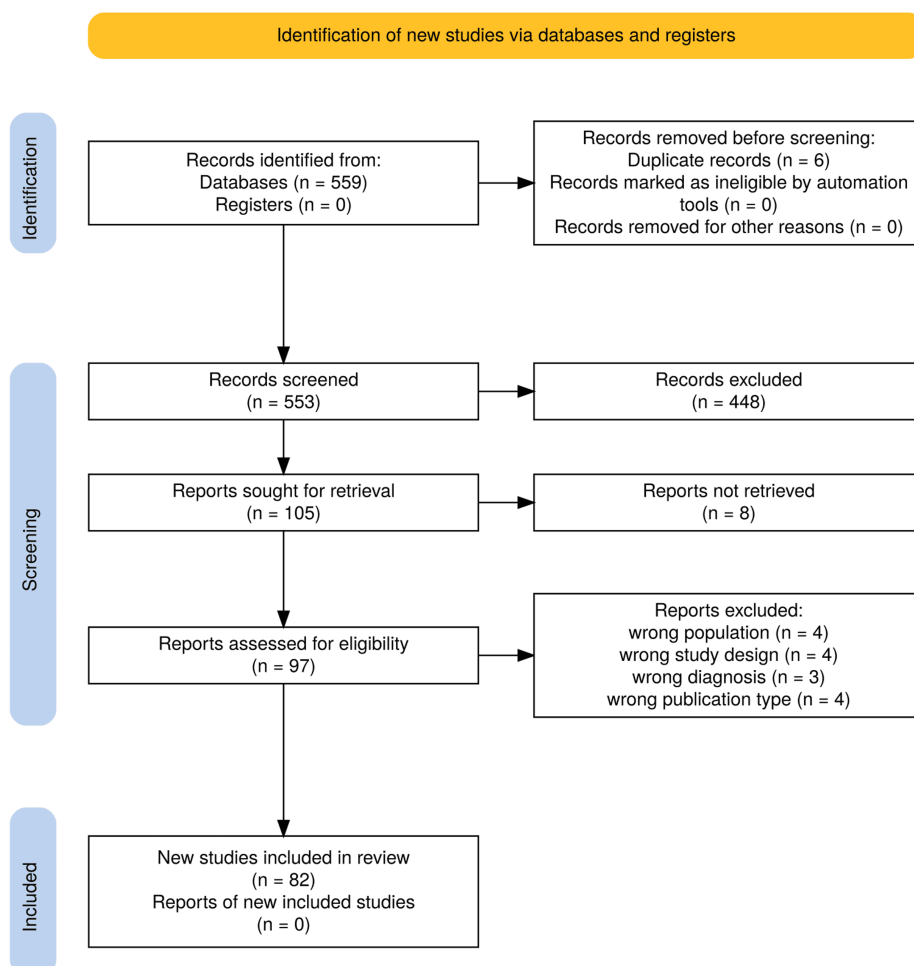 Identification of new studies via databases and registers
Identification
Records identified from:
Databases (n = 559)
Registers (n = 0)
Records removed before screening:
Duplicate records (n = 6)
Records marked as ineligible by automation
tools (n = 0)
Records removed for other reasons (n = 0)
Screening
Records screened
(n = 553)
Records excluded
(n = 448)
Reports sought for retrieval
(n = 105)
Reports not retrieved
(n = 8)
Reports assessed for eligibility
(n = 97)
Reports excluded:
wrong population (n = 4)
wrong study design (n = 4)
wrong diagnosis (n = 3)
wrong publication type (n = 4)
Included
New studies included in review
(n = 82)
Reports of new included studies
(n = 0)